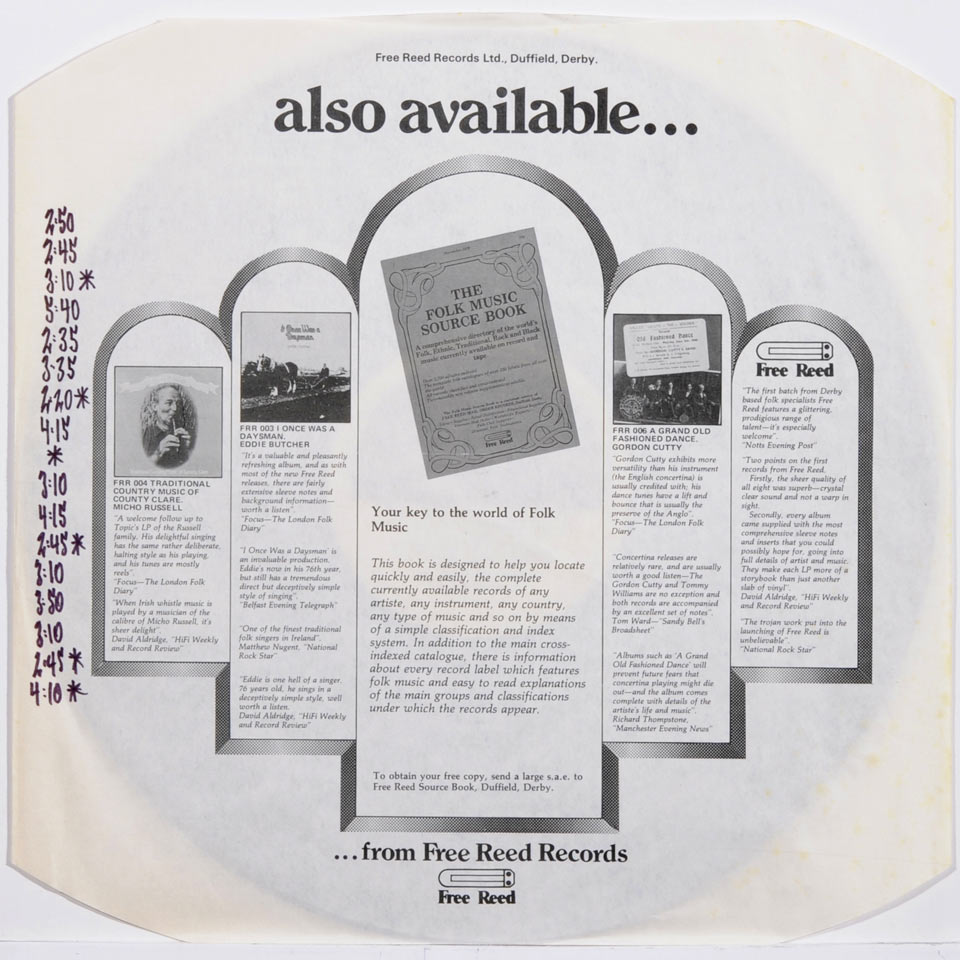 Free Reed Records Ltd., Duffield, Derby.
also available...
2:50
2:45
3:10 *
5:40
2:35
3:35
2:20 *
4:15
*
3:10
4:15
2:45 *
3:10
3:50
3:10
2:45 *
4:10 *
FRR 004 TRADITIONAL
COUNTRY MUSIC OF
COUNTY CLARE.
MICHO RUSSELL
"A welcome follow up to
Topic's LP of the Russell
family. His delightful singing
has the same rather deliberate,
halting style as his playing,
and his tunes are mostly
reels".
"Focus—The London Folk
Diary"
"When Irish whistle music is
played by a musician of the
calibre of Micho Russell, it's
sheer delight".
David Aldridge, "HiFi Weekly
and Record Review"
I Once Was a
Daysman.
FRR 003 I ONCE WAS A
DAYSMAN.
EDDIE BUTCHER
"It's a valuable and pleasantly
refreshing album, and as with
most of the new Free Reed
releases, there are fairly
extensive sleeve notes and
background information—
worth a listen".
"Focus—The London Folk
Diary"
"I Once Was a Daysman' is
an invaluable production.
Eddie's now in his 76th year,
but still has a tremendous
direct but deceptively simple
style of singing".
"Belfast Evening Telegraph"
"One of the finest traditional
folk singers in Ireland".
Matthew Nugent, "National
Rock Star"
"Eddie is one hell of a singer.
76 years old, he sings in a
deceptively simple style, well
worth a listen.
David Aldridge, "HiFi Weekly
and Record Review"
THE
FOLK MUSIC
SOURCE BOOK
A comprehensive directory of the world's
Folk, Ethnic, Traditional, Rock and Black
music currently available on record and
tape
Free Reed
Your key to the world of Folk
Music
This book is designed to help you locate
quickly and easily, the complete
currently available records of any
artiste, any instrument, any country,
any type of music and so on by means
of a simple classification and index
system. In addition to the main cross-
indexed catalogue, there is information
about every record label which features
folk music and easy to read explanations
of the main groups and classifications
under which the records appear.
To obtain your free copy, send a large s.a.e. to
Free Reed Source Book, Duffield, Derby.
Old Fashioned Dance
FRR 006 A GRAND OLD
FASHIONED DANCE.
GORDON CUTTY
"Gordon Cutty exhibits more
versatility than his instrument
(the English concertina) is
usually credited with; his
dance tunes have a lift and
bounce that is usually the
preserve of the Anglo".
"Focus—The London Folk
Diary"
"Concertina releases are
relatively rare, and are usually
worth a good listen—The
Gordon Cutty and Tommy
Williams are no exception and
both records are accompanied
by an excellent set of notes".
Tom Ward—"Sandy Bell's
Broadsheet"
"Albums such as 'A Grand
Old Fashioned Dance' will
prevent future fears that
concertina playing might die
out—and the album comes
complete with details of the
artiste's life and music".
Richard Thompstone,
"Manchester Evening News"
Free Reed
"The first batch from Derby
based folk specialists Free
Reed features a glittering,
prodigious range of
talent—it's especially
welcome".
"Notts Evening Post"
"Two points on the first
records from Free Reed.
Firstly, the sheer quality of
all eight was superb—crystal
clear sound and not a warp in
sight.
Secondly, every album
came supplied with the most
comprehensive sleeve notes
and inserts that you could
possibly hope for, going into
full details of artist and music.
They make each LP more of a
storybook than just another
slab of vinyl".
David Aldridge, "HiFi Weekly
and Record Review"
"The trojan work put into the
launching of Free Reed is
unbelievable".
"National Rock Star"
...from Free Reed Records
Free Reed